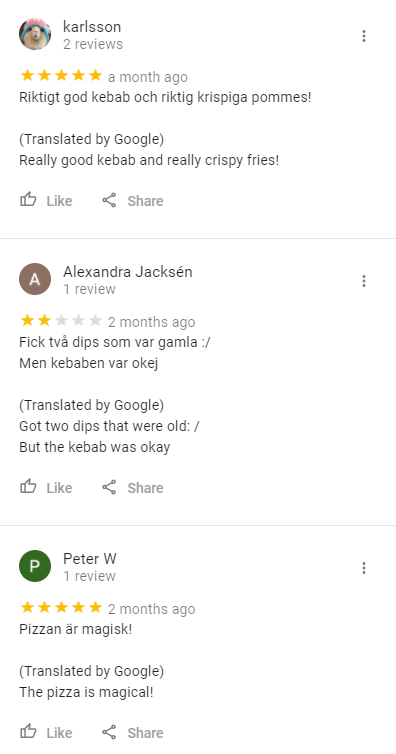 karlsson
2 reviews
a month ago
Riktigt god kebab och riktig krispiga pommes!
(Translated by Google)
Really good kebab and really crispy fries!
Like Share
A
Alexandra Jacksén
1 review
2 months ago
Fick två dips som var gamla :/
Men kebaben var okej
(Translated by Google)
Got two dips that were old: /
But the kebab was okay
Like Share
P
Peter W
1 review
2 months ago
Pizzan är magisk!
(Translated by Google)
The pizza is magical!
Like Share